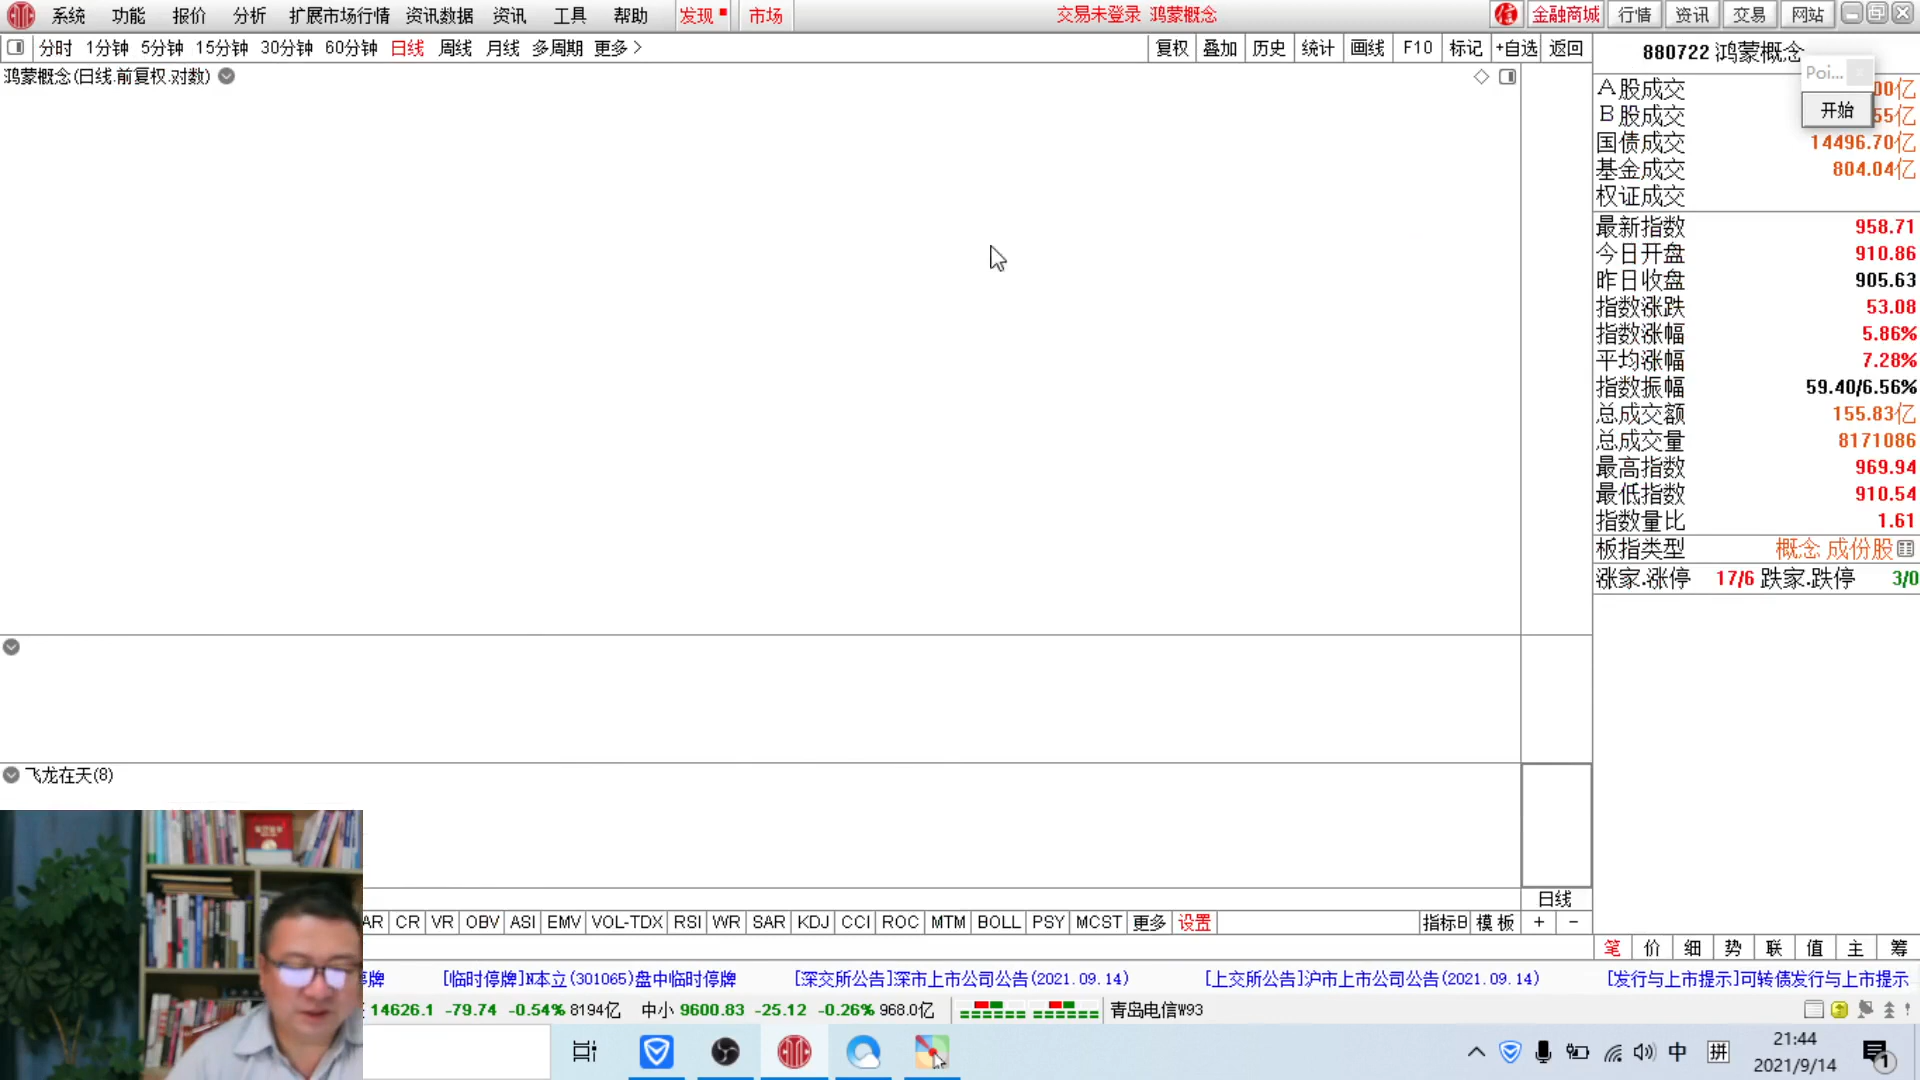 系统 功能 报价 分析 扩展市场行情 资讯数据 资讯 工具 帮助 发现 市场 交易未登录 鸿蒙概念 金融商城 行情 资讯 交易 网站
分时 1分钟 5分钟 15分钟 30分钟 60分钟 日线 周线 月线 多周期 更多 复权 叠加 历史 统计 画线 F10 标记 +自选 返回
880722 鸿蒙概念
鸿蒙概念(日线.前复权.对数)
Poi...
开始
A股成交 00亿
B股成交 55亿
国债成交 14496.70亿
基金成交 804.04亿
权证成交
最新指数 958.71
今日开盘 910.86
昨日收盘 905.63
指数涨跌 53.08
指数涨幅 5.86%
平均涨幅 7.28%
指数振幅 59.40/6.56%
总成交额 155.83亿
总成交量 8171086
最高指数 969.94
最低指数 910.54
指数量比 1.61
板指类型 概念 成份股
涨家.涨停 17/6 跌家.跌停 3/0
飞龙在天(8)
日线
AR CR VR OBV ASI EMV VOL-TDX RSI WR SAR KDJ CCI ROC MTM BOLL PSY MCST 更多 设置 指标B 模板 + -
笔 价 细 势 联 值 主 筹
停牌 [临时停牌]N本立(301065)盘中临时停牌 [深交所公告]深市上市公司公告(2021.09.14) [上交所公告]沪市上市公司公告(2021.09.14) [发行与上市提示]可转债发行与上市提示
14626.1 -79.74 -0.54% 8194亿 中小 9600.83 -25.12 -0.26% 968.0亿 青岛电信W93
中 拼 21:44
2021/9/14
1